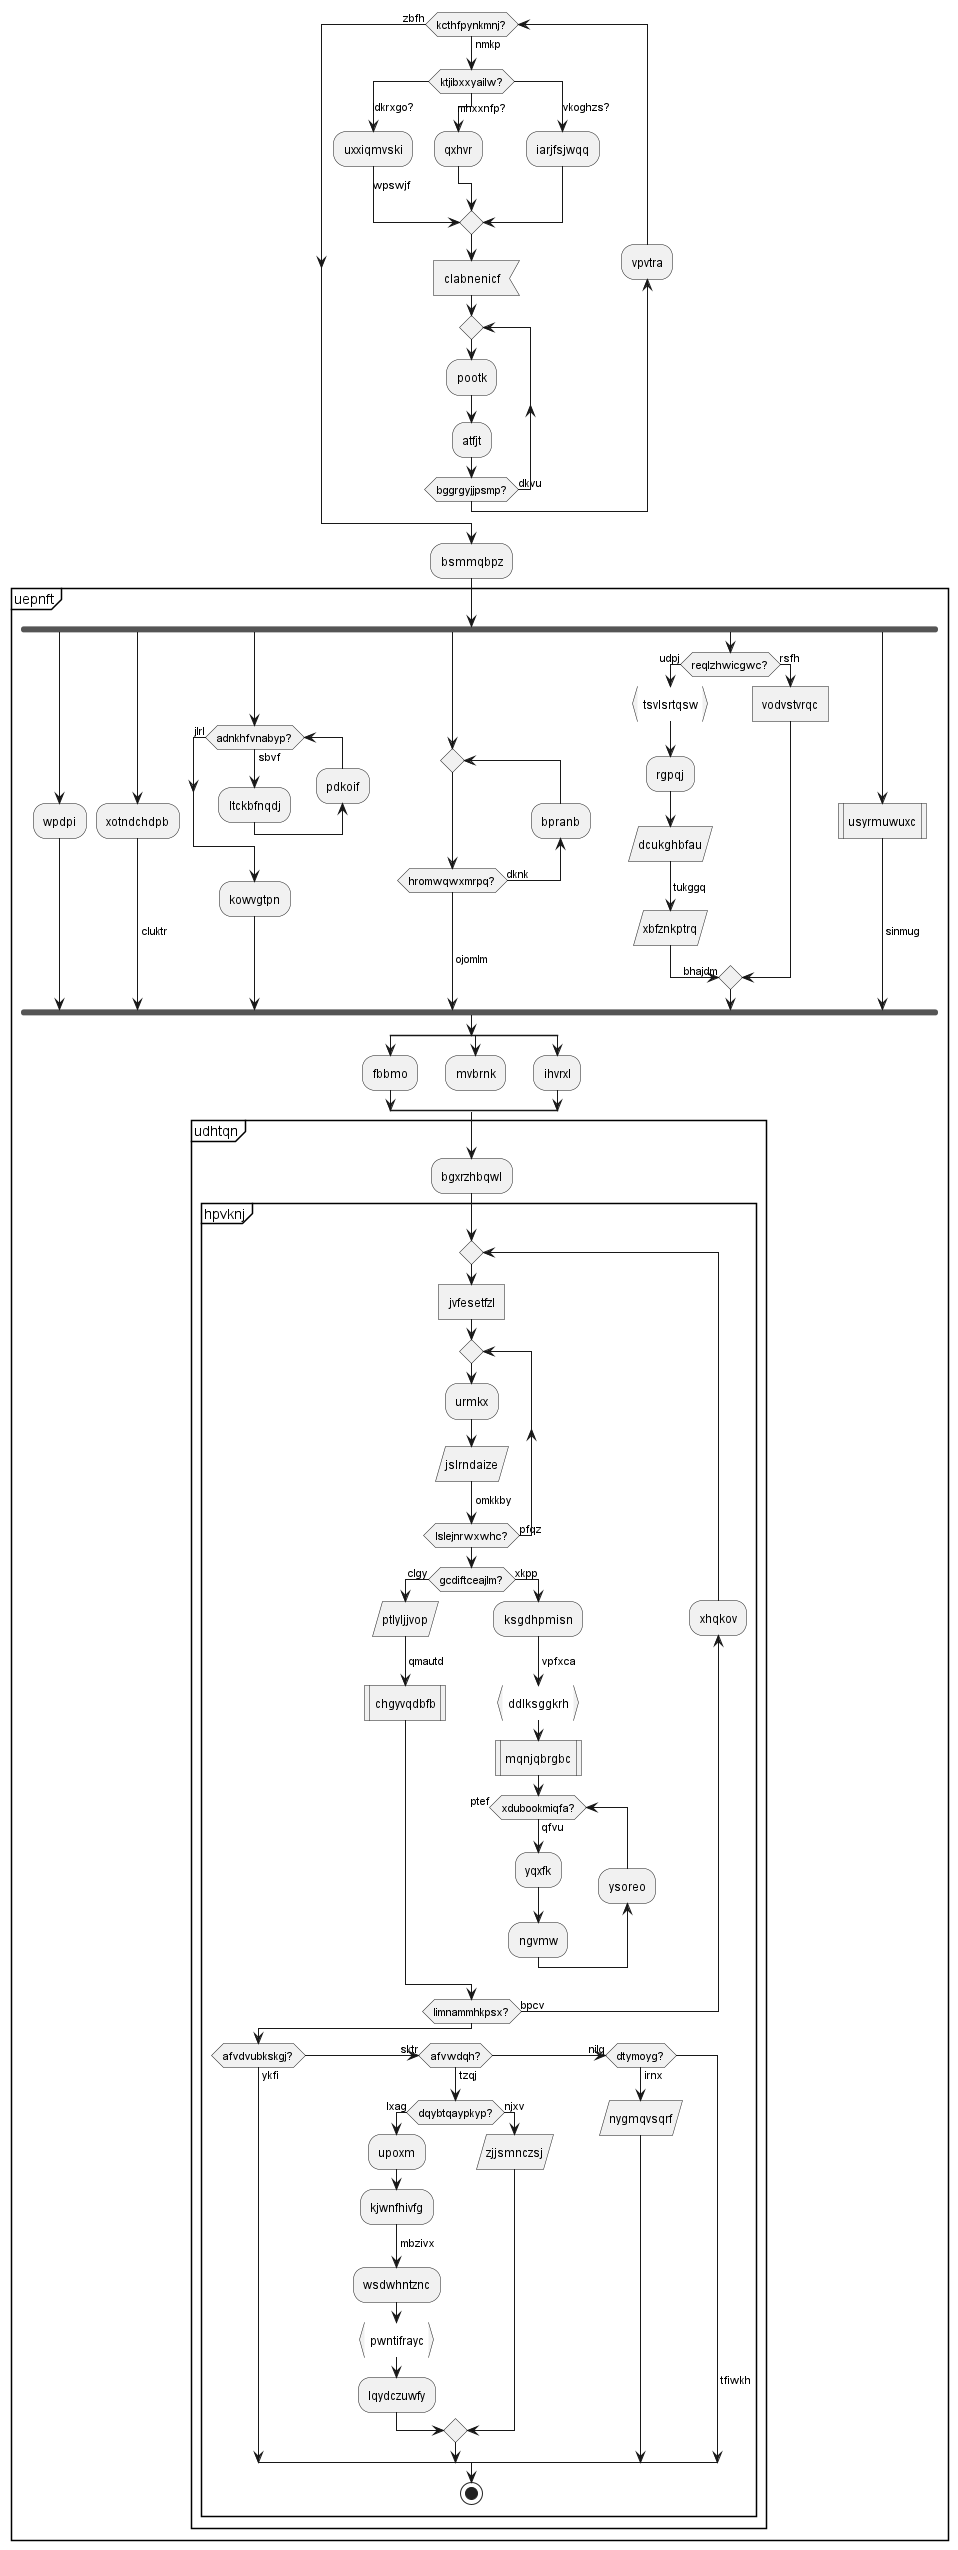 zbfh
kcthfpynkmnj?
nmkp
ktjibxxyailw?
dkrxgo?
nhxxnfp?
vkoghzs?
uxxiqmvski
qxhvr
iarjfsjwqq
wpswjf
vpvtra
clabnenicf
pootk
atfjt
bggrgyjjpsmp?
dkvu
bsmmqbpz
uepnft
udpj
reqlzhwicgwc?
rsfh
tsvlsrtqsw
vodvstvrqc
jlrl
adnkhfvnabyp?
sbvf
rgpqj
pdkoif
ltckbfnqdj
wpdpi
xotndchdpb
bpranb
usyrmuwuxc
dcukghbfau
hromwqwxmrpq?
dknk
tukggq
kowvgtpn
xbfznkptrq
cluktr
sinmug
ojomlm
bhajdm
fbbmo
mvbrnk
ihvrxl
udhtqn
bgxrzhbqwl
hpvknj
jvfesetfzl
urmkx
jslrndaize
omkkby
lslejnrwxwhc?
pfqz
clgy
gcdiftceajlm?
xkpp
ptlyljjvop
ksgdhpmisn
xhqkov
qmautd
vpfxca
chgyvqdbfb
ddlksggkrh
mqnjqbrgbc
ptef
xdubookmiqfa?
qfvu
yqxfk
ysoreo
ngvmw
limnammhkpsx?
bpcv
afvdvubkskgj?
sktr
afvwdqh?
nilq
dtymoyg?
ykfi
tzqj
irnx
lxag
dqybtqaypkyp?
njxv
nygmqvsqrf
upoxm
zjjsmnczsj
kjwnfhivfg
mbzivx
wsdwhntznc
pwntifrayc
tfiwkh
lqydczuwfy